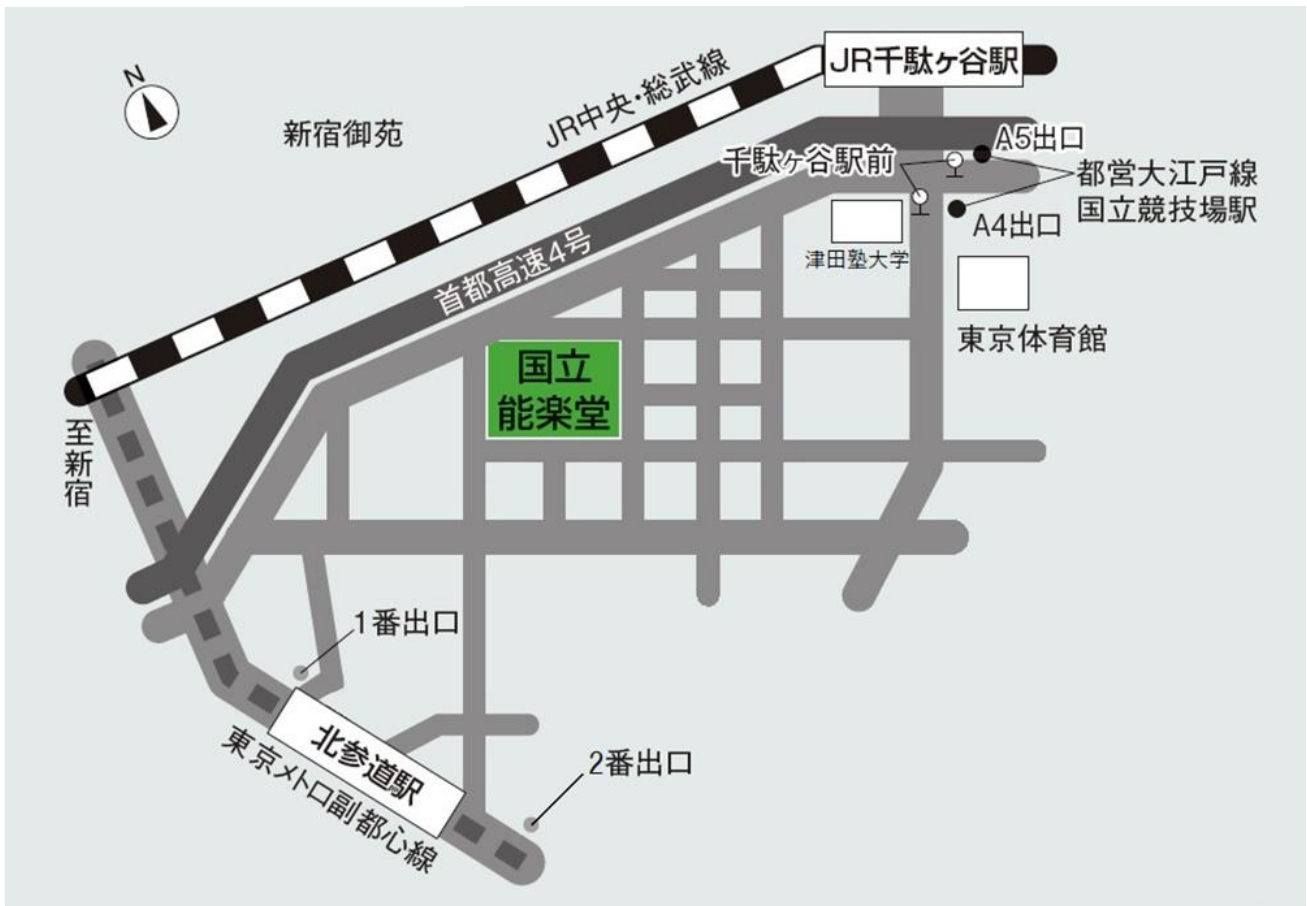 N
新宿御苑
JR中央・総武線
JR千駄ヶ谷駅
A5出口
千駄ヶ谷駅前
都営大江戸線
国立競技場駅
A4出口
津田塾大学
東京体育館
首都高速4号
国立
能楽堂
至新宿
1番出口
北参道駅
東京メトロ副都心線
2番出口